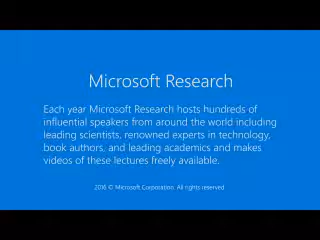 Microsoft Research
Each year Microsoft Research hosts hundreds of
influential speakers from around the world including
leading scientists, renowned experts in technology,
book authors, and leading academics and makes
videos of these lectures freely available.
2016 © Microsoft Corporation. All rights reserved